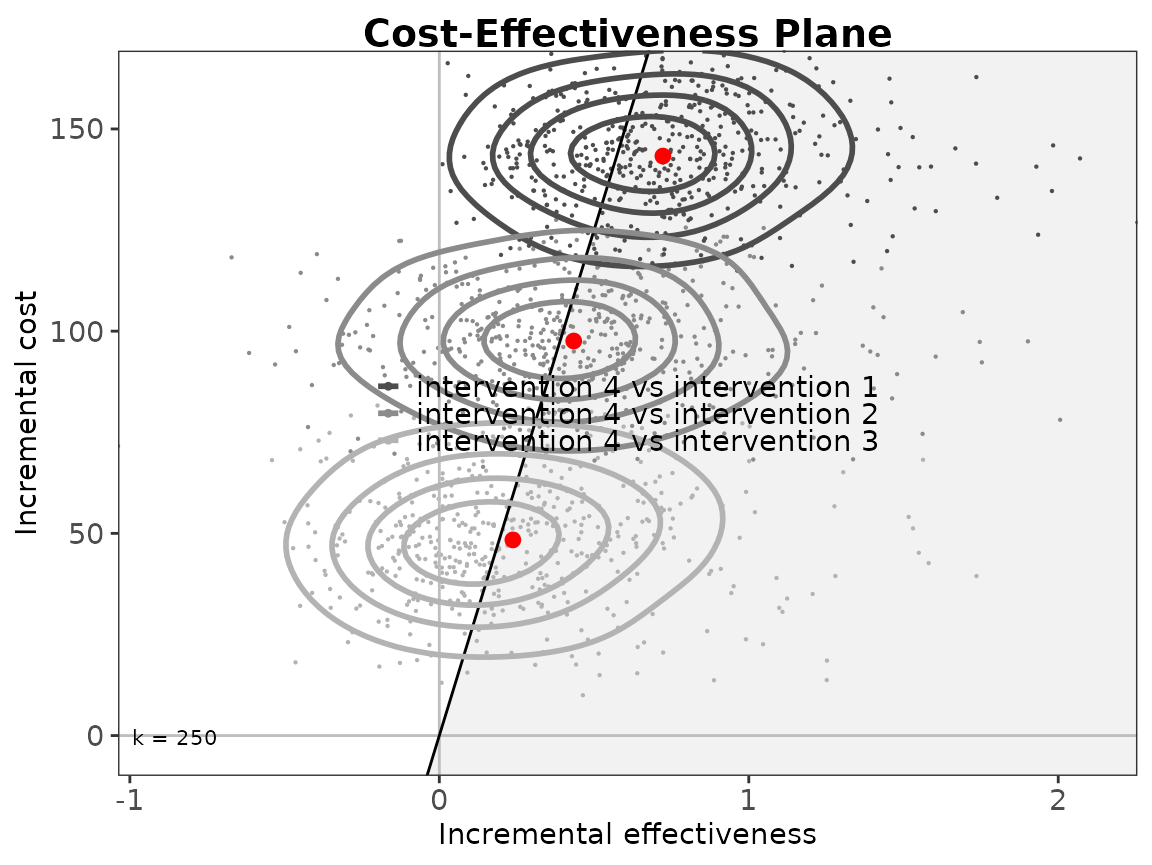 Cost-Effectiveness Plane
Incremental cost
150
100
50
0
intervention 4 vs intervention 1
intervention 4 vs intervention 2
intervention 4 vs intervention 3
k = 250
-1
0
1
2
Incremental effectiveness